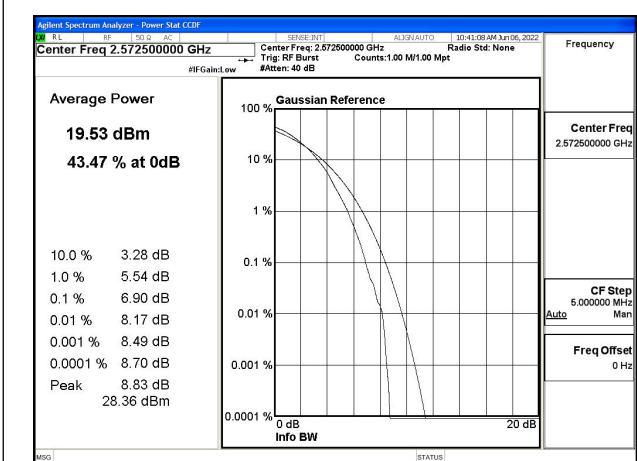 Agilent Spectrum Analyzer - Power Stat CCDF
RL RF 50 Ω AC SENSE:INT ALIGN AUTO 10:41:08 AM Jun 06, 2022
Center Freq 2.572500000 GHz
Center Freq: 2.572500000 GHz Radio Std: None
Trig: RF Burst Counts:1.00 M/1.00 Mpt
#IFGain:Low #Atten: 40 dB
Frequency
Average Power
19.53 dBm
43.47 % at 0dB
10.0 % 3.28 dB
1.0 % 5.54 dB
0.1 % 6.90 dB
0.01 % 8.17 dB
0.001 % 8.49 dB
0.0001 % 8.70 dB
Peak 8.83 dB
28.36 dBm
Gaussian Reference
100 %
10 %
1 %
0.1 %
0.01 %
0.001 %
0.0001 %
0 dB 20 dB
Info BW
Center Freq
2.572500000 GHz
CF Step
5.000000 MHz
Auto Man
Freq Offset
0 Hz
MSG STATUS